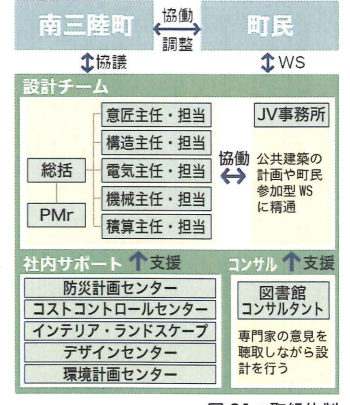 南三陸町
協働
調整
町民
協議
WS
設計チーム
総括
PMr
意匠主任・担当
構造主任・担当
電気主任・担当
機械主任・担当
積算主任・担当
協働
JV事務所
公共建築の
計画や町民
参加型 WS
に精通
社内サポート
支援
防災計画センター
コストコントロールセンター
インテリア・ランドスケープ
デザインセンター
環境計画センター
コンサル
支援
図書館
コンサルタント
専門家の意見を
聴取しながら設
計を行う